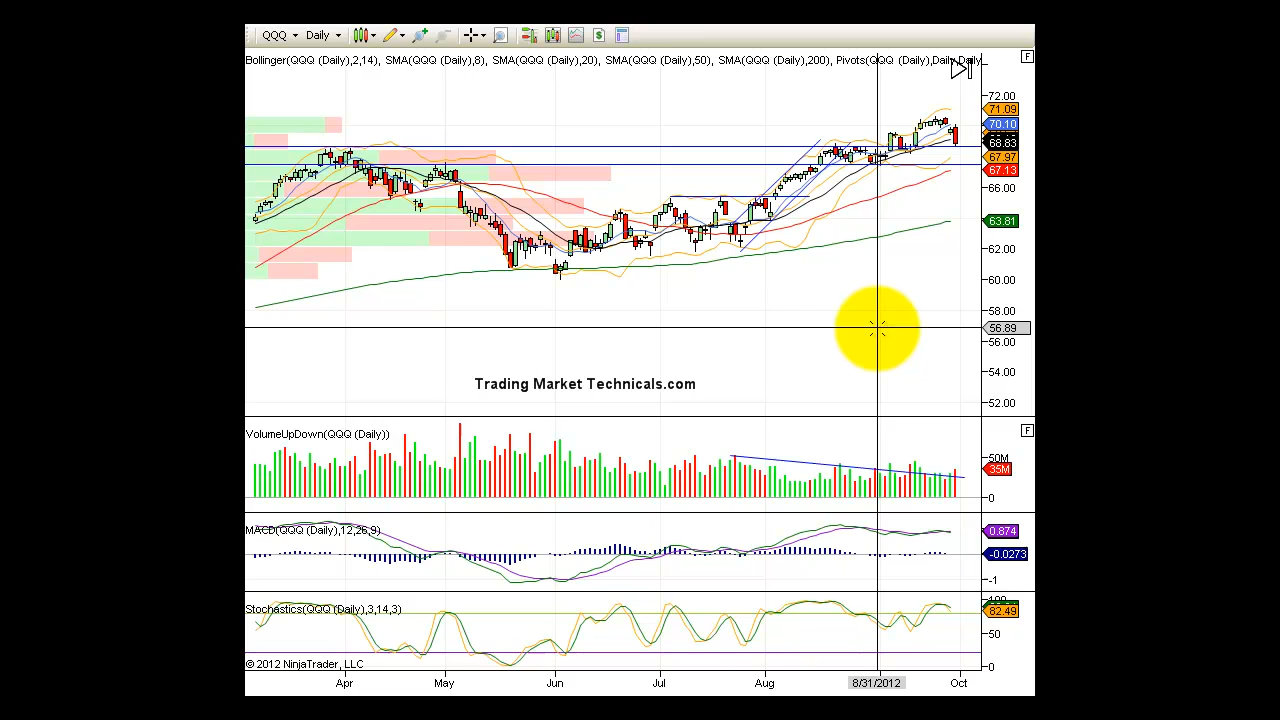 QQQ Daily $
Bollinger(QQQ (Daily),2,14), SMA(QQQ (Daily),8), SMA(QQQ (Daily),20), SMA(QQQ (Daily),50), SMA(QQQ (Daily),200), Pivots(QQQ (Daily),Daily,Daily
F
72.00
71.09
70.10
68.83
67.97
67.13
66.00
63.81
62.00
60.00
58.00
56.89
56.00
54.00
52.00
Trading Market Technicals.com
VolumeUpDown(QQQ (Daily))
F
50M
35M
0
MACD(QQQ (Daily),12,26,9)
0.874
-0.0273
-1
Stochastics(QQQ (Daily),3,14,3)
100
82.49
50
0
© 2012 NinjaTrader, LLC
Apr May Jun Jul Aug 8/31/2012 Oct